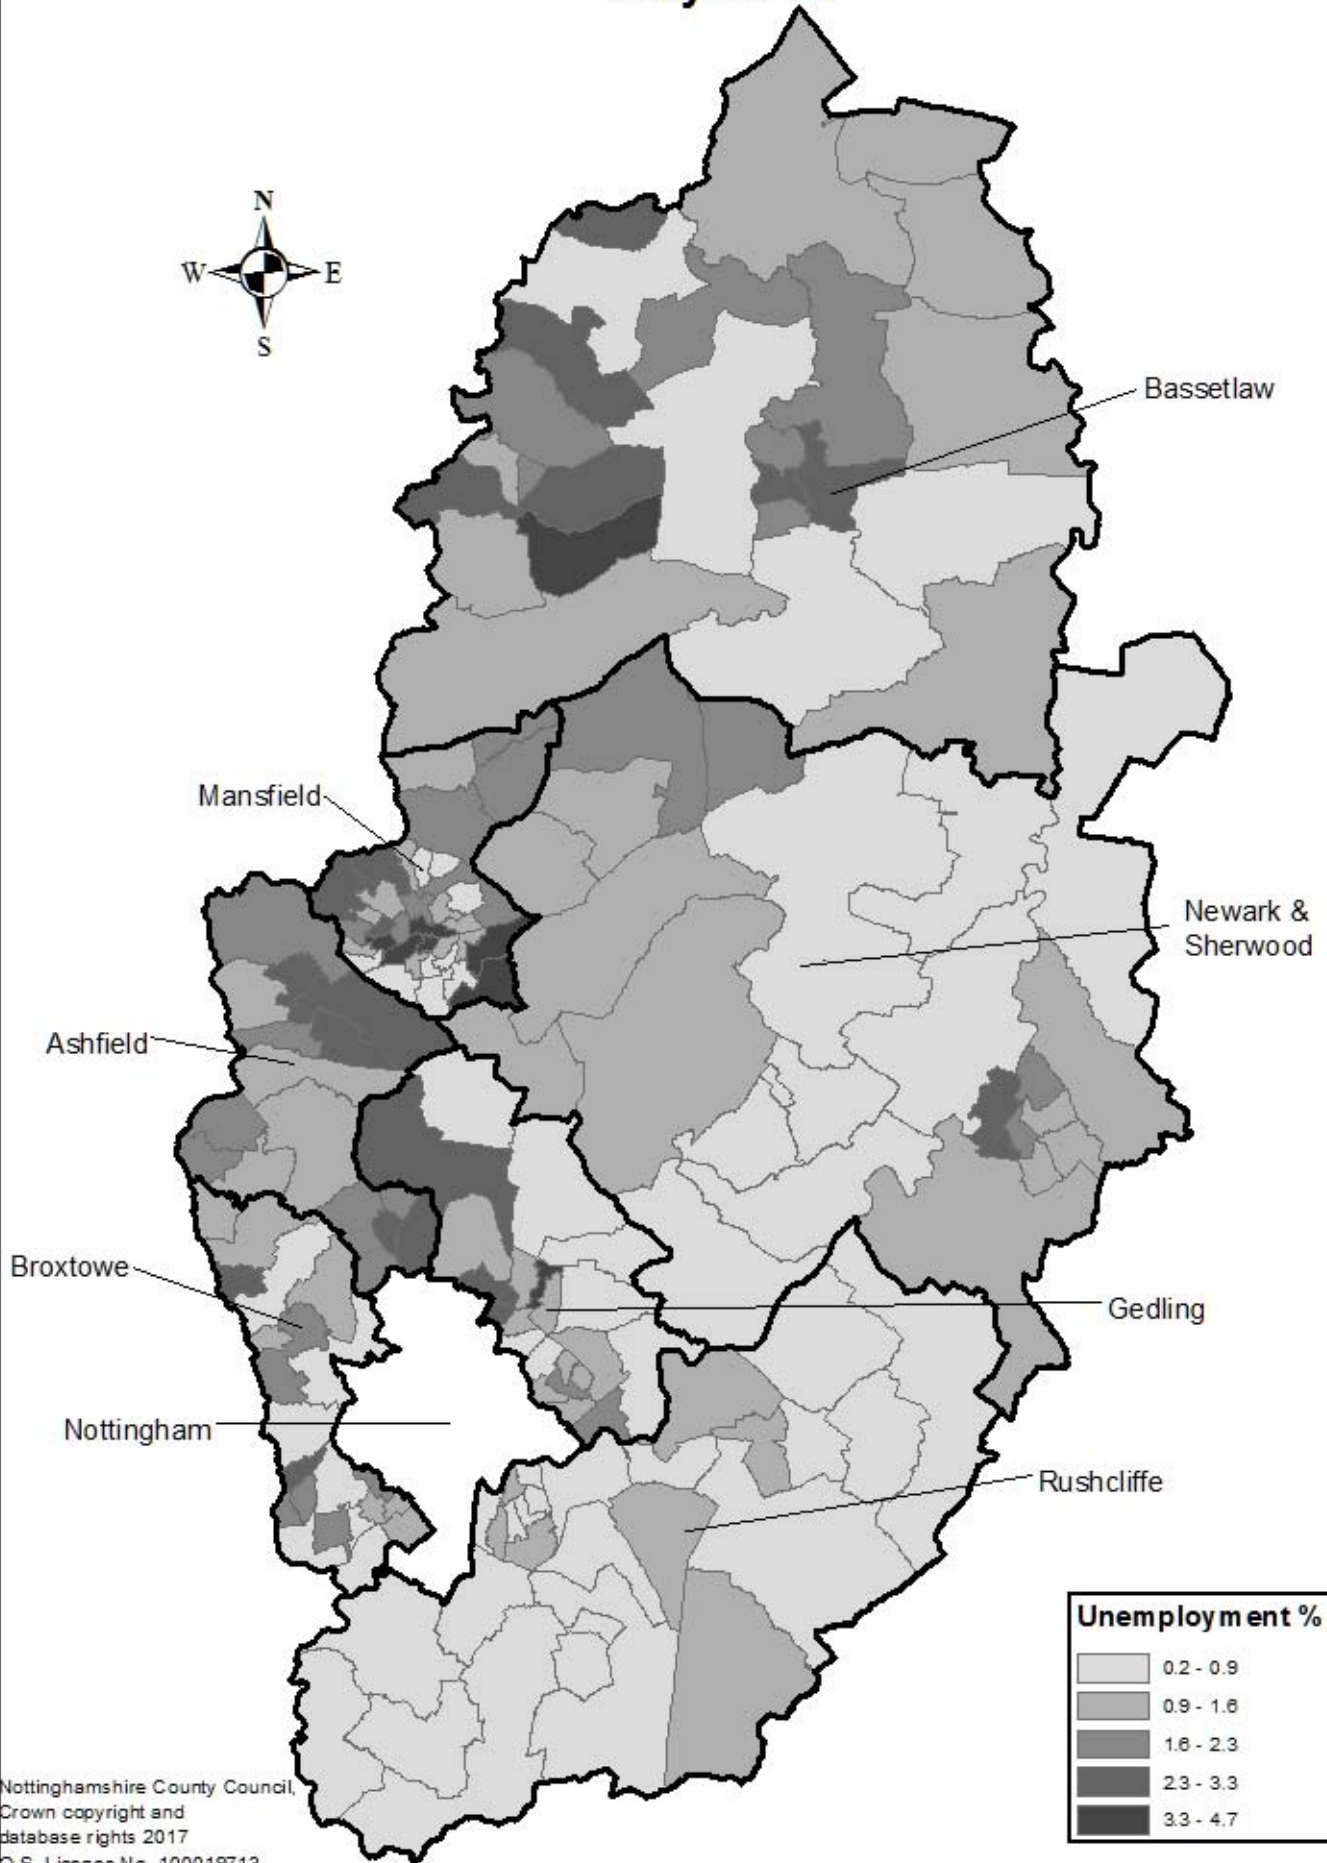 N
W E
S
Bassetlaw
Mansfield
Newark &
Sherwood
Ashfield
Broxtowe
Gedling
Nottingham
Rushcliffe
Unemployment %
0.2 - 0.9
0.9 - 1.6
1.6 - 2.3
2.3 - 3.3
3.3 - 4.7
Nottinghamshire County Council,
Crown copyright and
database rights 2017